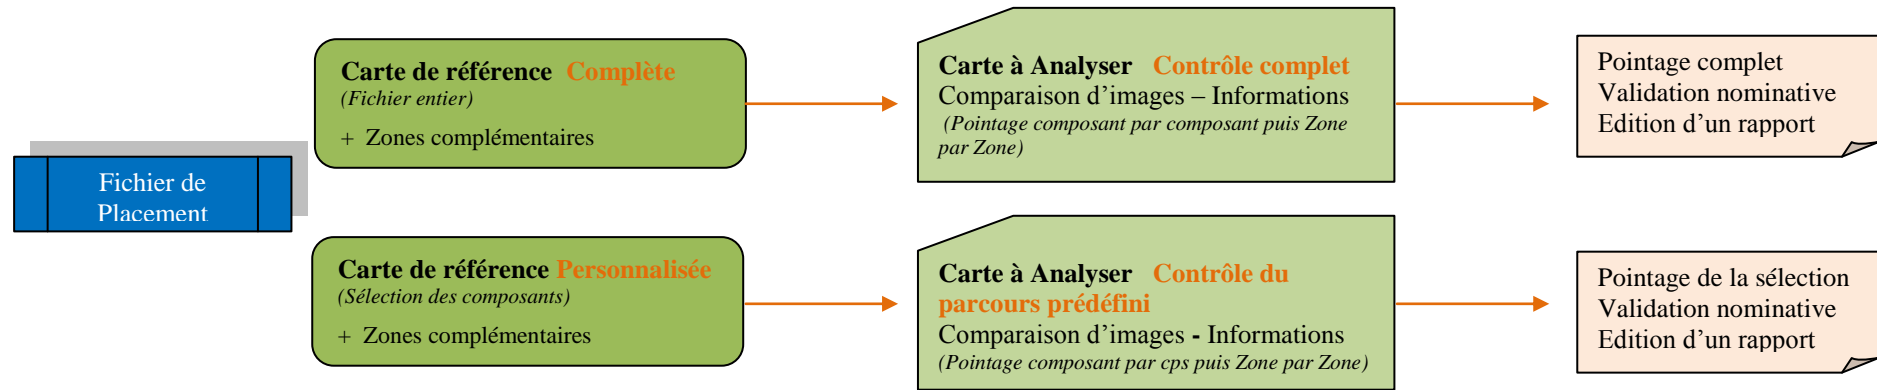 Fichier de
Placement
Carte de référence Complète
(Fichier entier)
+ Zones complémentaires
Carte à Analyser Contrôle complet
Comparaison d’images – Informations
(Pointage composant par composant puis Zone
par Zone)
Pointage complet
Validation nominative
Edition d’un rapport
Carte de référence Personnalisée
(Sélection des composants)
+ Zones complémentaires
Carte à Analyser Contrôle du
parcours prédéfini
Comparaison d’images - Informations
(Pointage composant par cps puis Zone par Zone)
Pointage de la sélection
Validation nominative
Edition d’un rapport